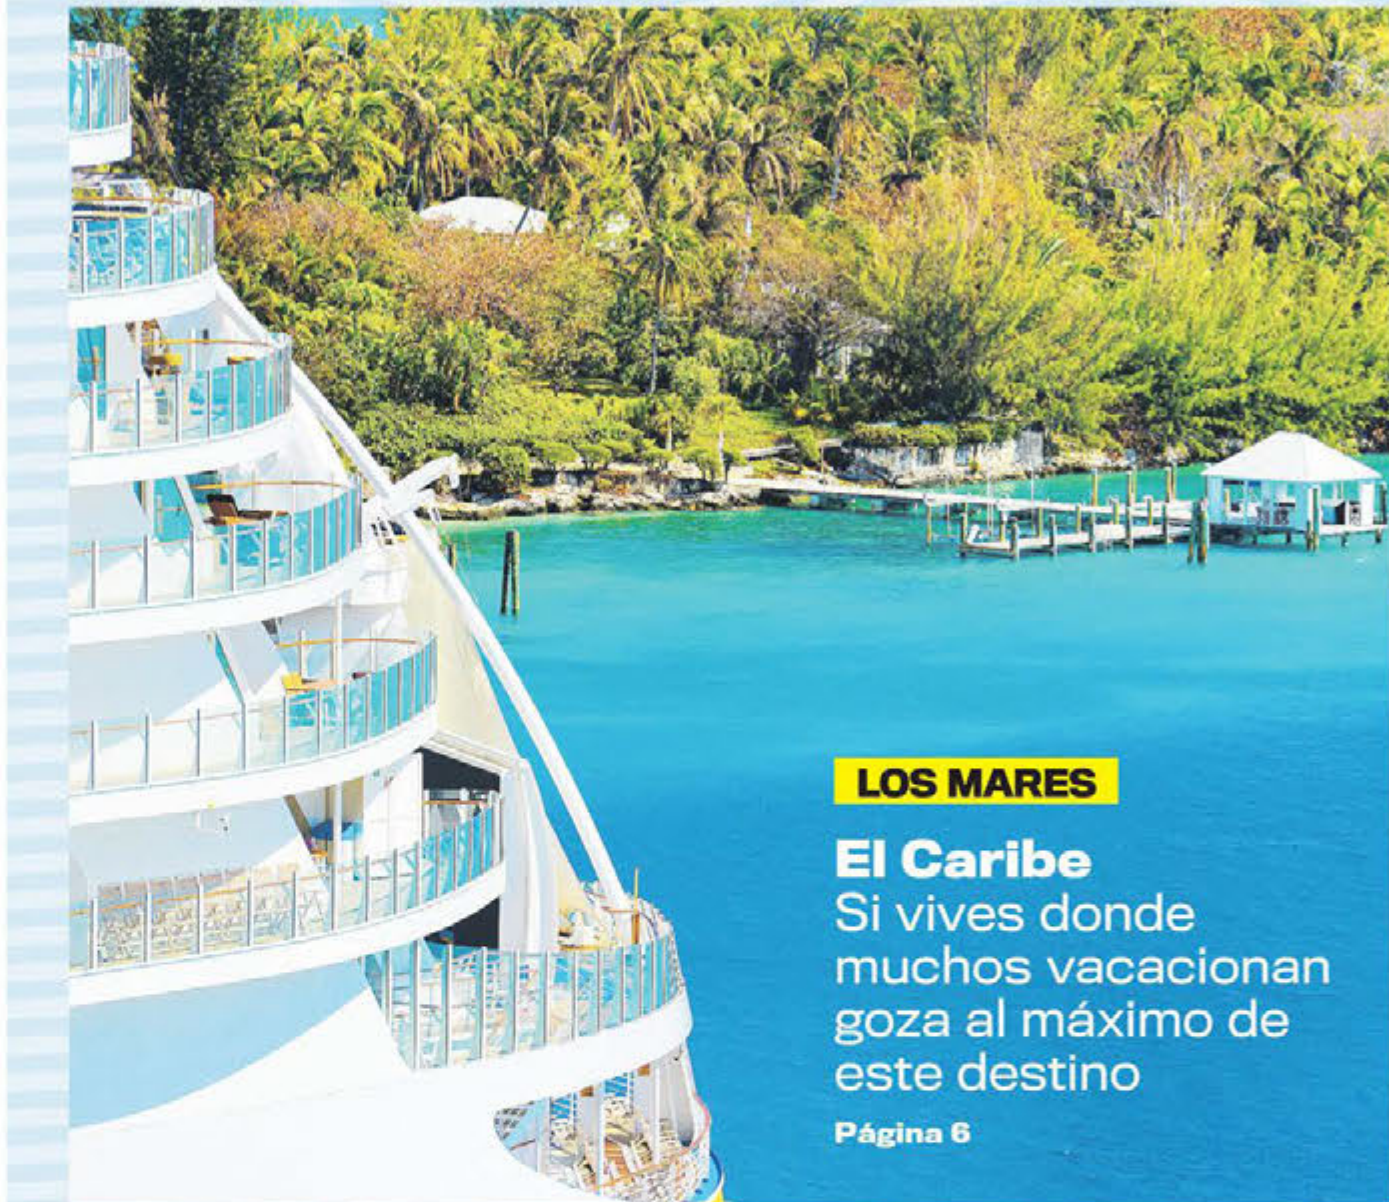 LOS MARES
El Caribe
Si vives donde
muchos vacacionan
goza al máximo de
este destino
Página 6